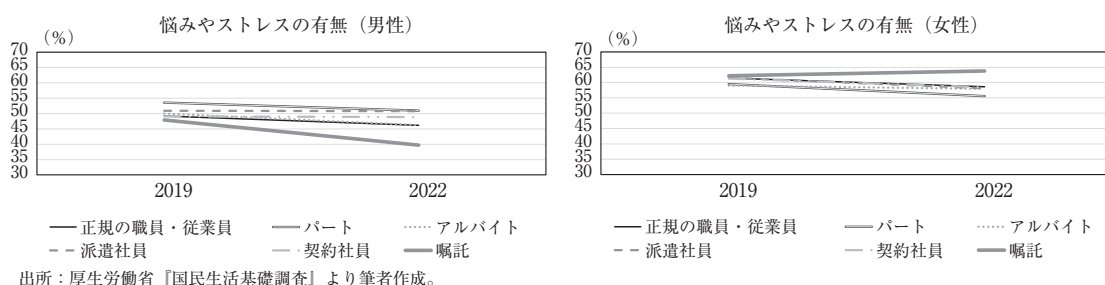 悩みやストレスの有無（男性）
（%）
70
65
60
55
50
45
40
35
30
2019
2022
正規の職員・従業員
パート
アルバイト
派遣社員
契約社員
嘱託
悩みやストレスの有無（女性）
（%）
70
65
60
55
50
45
40
35
30
2019
2022
正規の職員・従業員
パート
アルバイト
派遣社員
契約社員
嘱託
出所：厚生労働省『国民生活基礎調査』より筆者作成。